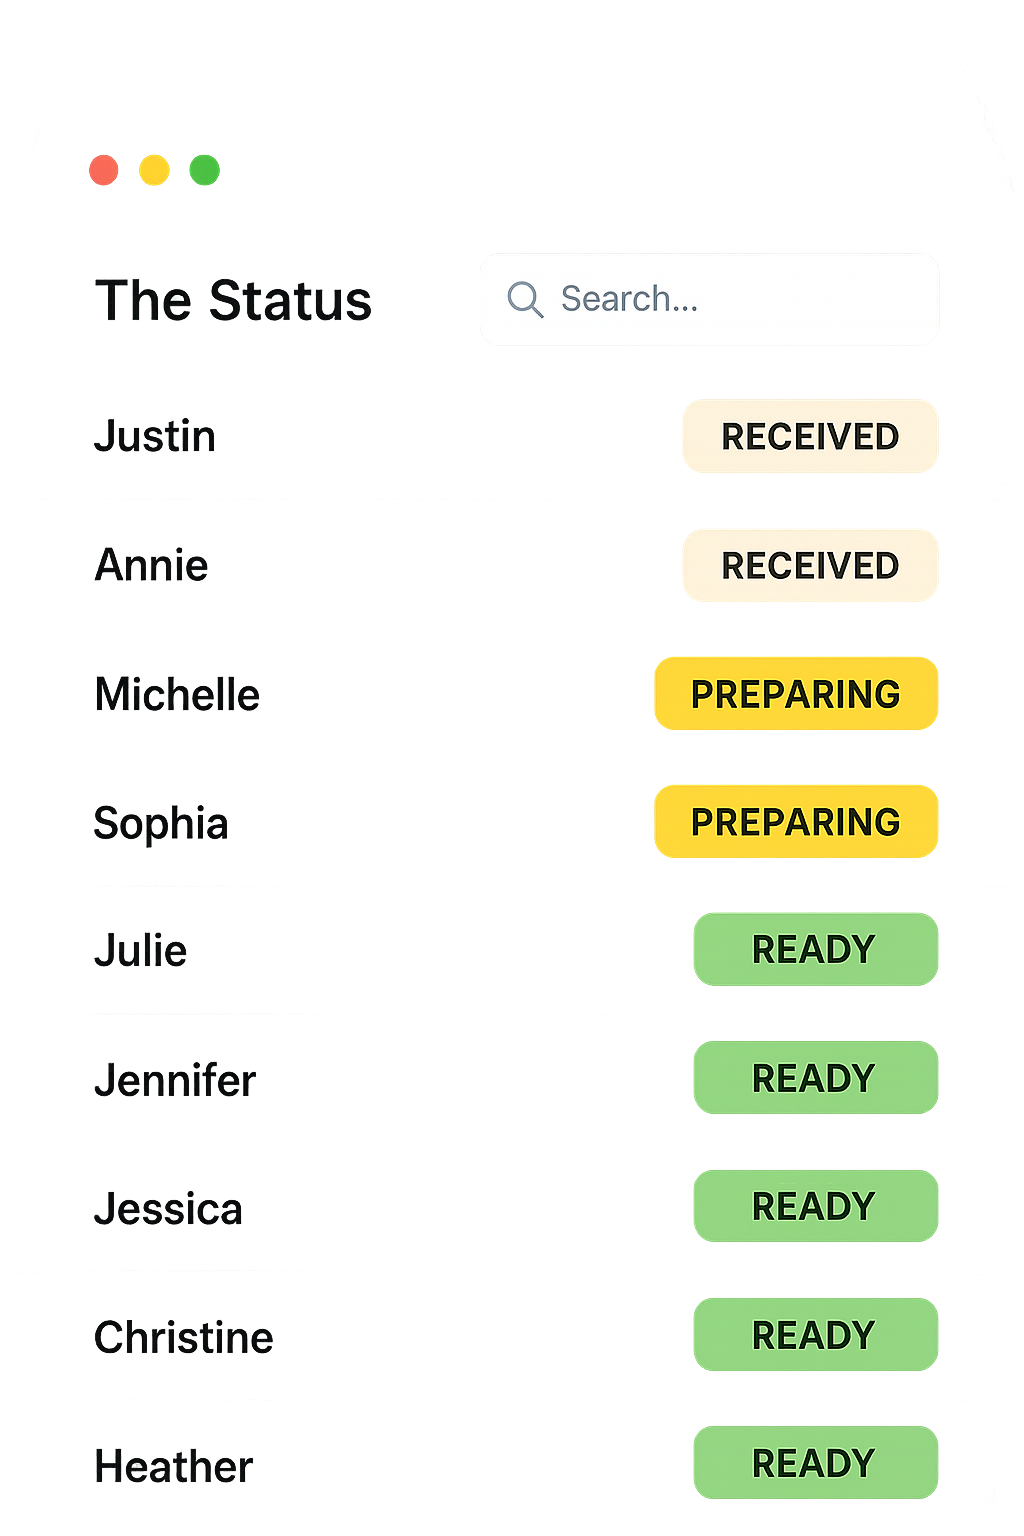 The Status
Search...
Justin RECEIVED
Annie RECEIVED
Michelle PREPARING
Sophia PREPARING
Julie READY
Jennifer READY
Jessica READY
Christine READY
Heather READY